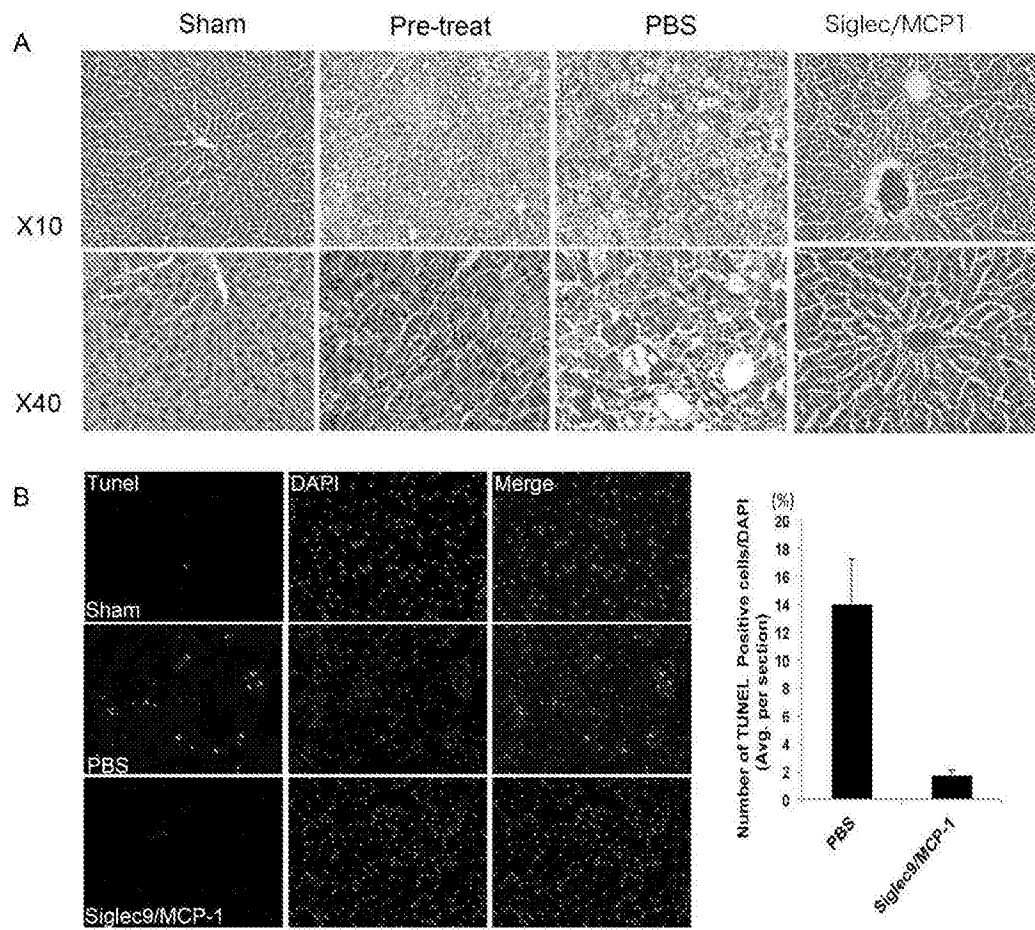 A
Sham
Pre-treat
PBS
Siglec/MCP1
X10
X40
B
Tunel
DAPI
Merge
Sham
PBS
Siglec9/MCP-1
Number of TUNEL Positive cells/DAPI
(Avg. per section)
(%)
20
18
16
14
12
10
8
6
4
2
0
PBS
Siglec9/MCP-1